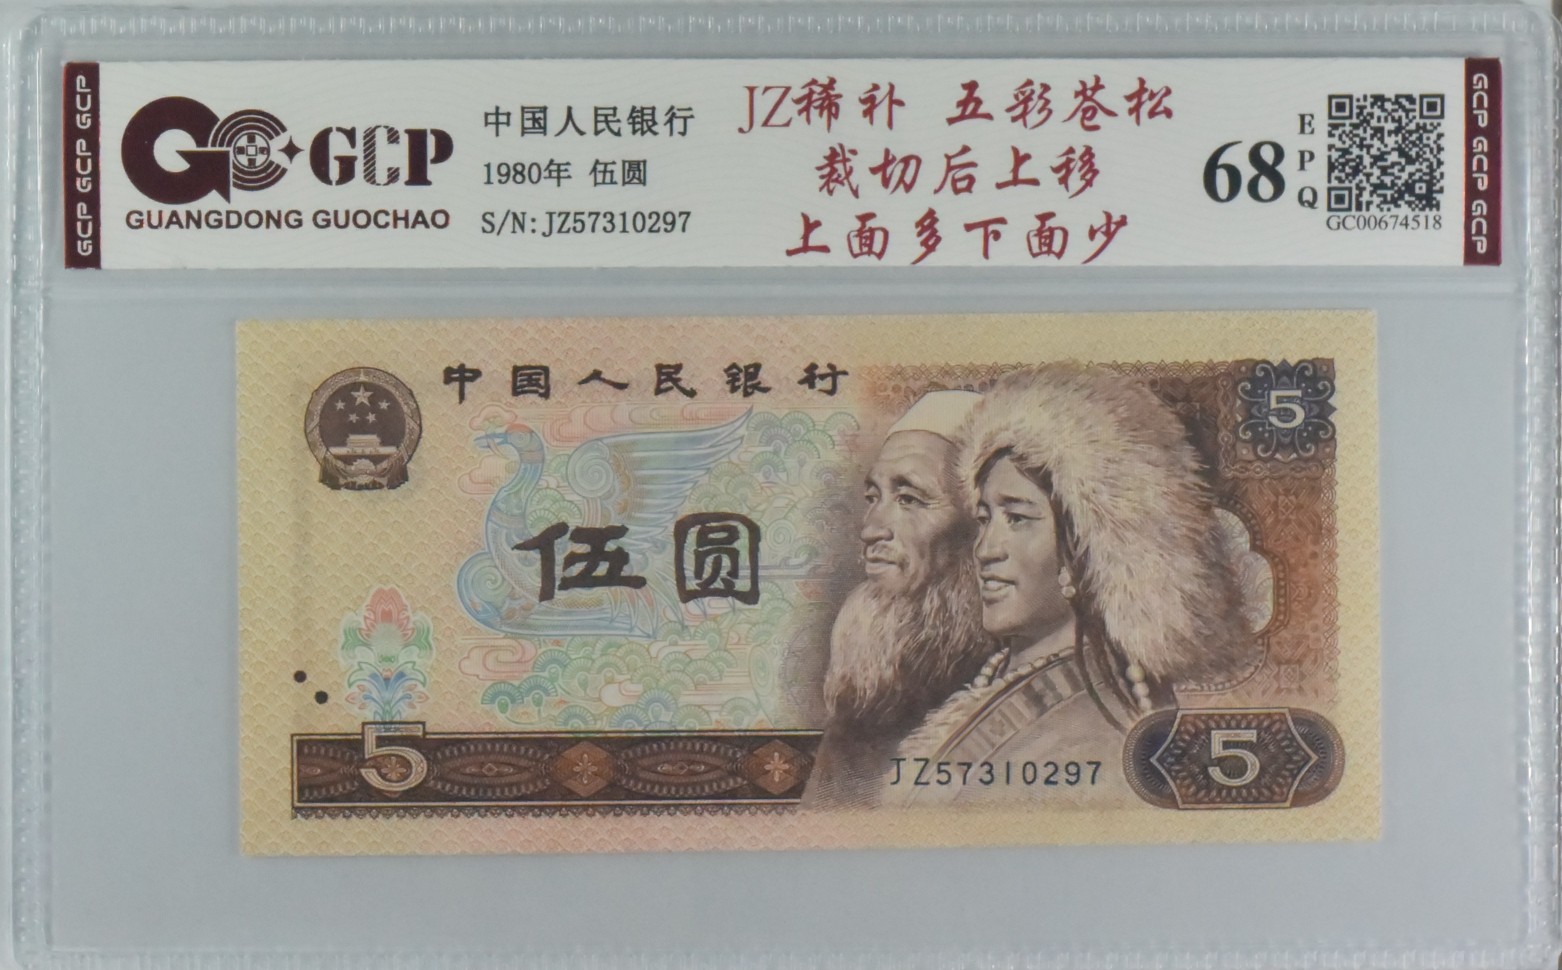 GCP GCP GCP
GCP
GUANGDONG GUOCHAO
中国人民银行
1980年 伍圆
S/N:JZ57310297
JZ稀补 五彩苍松
裁切后上移
上面多下面少
68
EPQ
GC00674518
GCP GCP GCP
中国人民银行
5
伍圆
5
JZ57310297
5